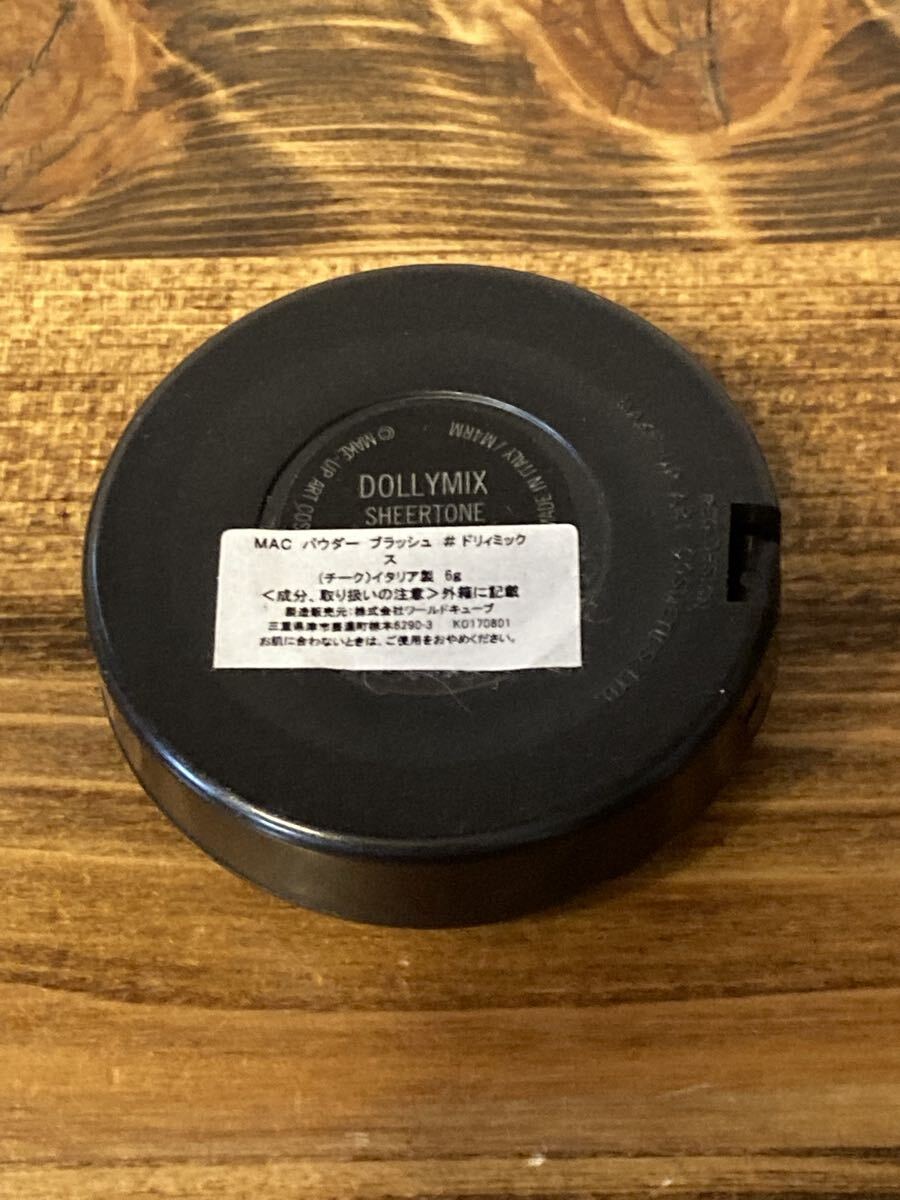 © MAKE-UP ART COS
MADE IN ITALY / M44RM
DOLLYMIX
SHEERTONE
MAC パウダー ブラッシュ # ドリィミック
ス
(チーク)イタリア製 6g
<成分、取り扱いの注意>外箱に記載
製造販売元:株式会社ワールドキューブ
三重県津市芸濃町椋本6290-3 K0170801
お肌に合わないときは、ご使用をおやめください。